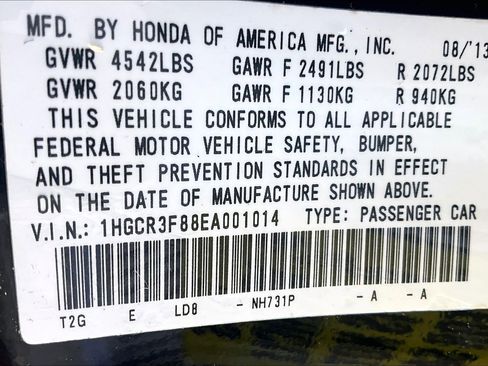 MFD. BY HONDA OF AMERICA MFG., INC. 08/13
GVWR 4542LBS GAWR F 2491LBS R 2072LBS
GVWR 2060KG GAWR F 1130KG R 940KG
THIS VEHICLE CONFORMS TO ALL APPLICABLE
FEDERAL MOTOR VEHICLE SAFETY, BUMPER,
AND THEFT PREVENTION STANDARDS IN EFFECT
ON THE DATE OF MANUFACTURE SHOWN ABOVE.
V.I.N.: 1HGCR3F88EA001014 TYPE: PASSENGER CAR
T2G E LD8 - NH731P - A - A